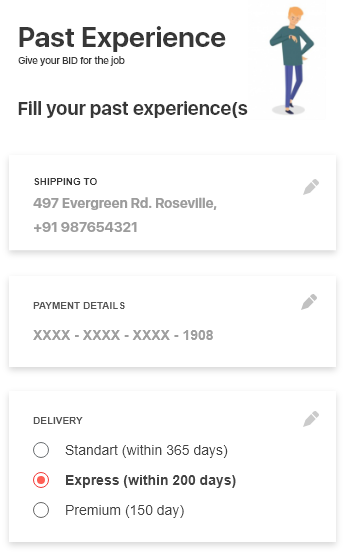 Past Experience
Give your BID for the job
Fill your past experience(s
SHIPPING TO
497 Evergreen Rd. Roseville,
+91 987654321
PAYMENT DETAILS
XXXX - XXXX - XXXX - 1908
DELIVERY
Standart (within 365 days)
Express (within 200 days)
Premium (150 day)